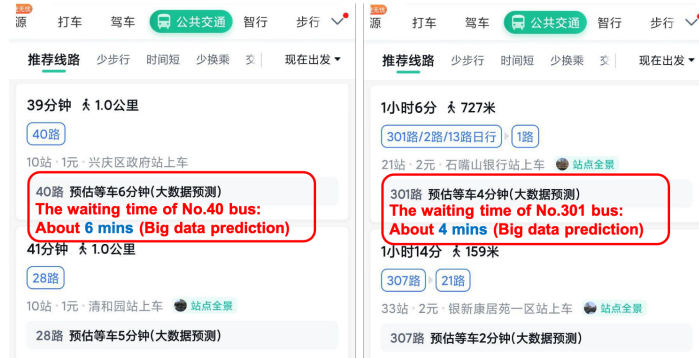 源 打车 驾车 公共交通 智行 步行
推荐线路 少步行 时间短 少换乘 现在出发
39分钟 1.0公里
40路
10站·1元·兴庆区政府站上车
40路 预估等车6分钟(大数据预测)
The waiting time of No.40 bus:
About 6 mins (Big data prediction)
41分钟 1.0公里
28路
10站·1元·清和园站上车 站点全景
28路 预估等车5分钟(大数据预测)
源 打车 驾车 公共交通 智行 步行
推荐线路 少步行 时间短 少换乘 现在出发
1小时6分 727米
301路/2路/13路日行 1路
21站·2元·石嘴山银行站上车 站点全景
301路 预估等车4分钟(大数据预测)
The waiting time of No.301 bus:
About 4 mins (Big data prediction)
1小时14分 159米
307路 21路
33站·2元·银新康居苑一区站上车 站点全景
307路 预估等车2分钟(大数据预测)